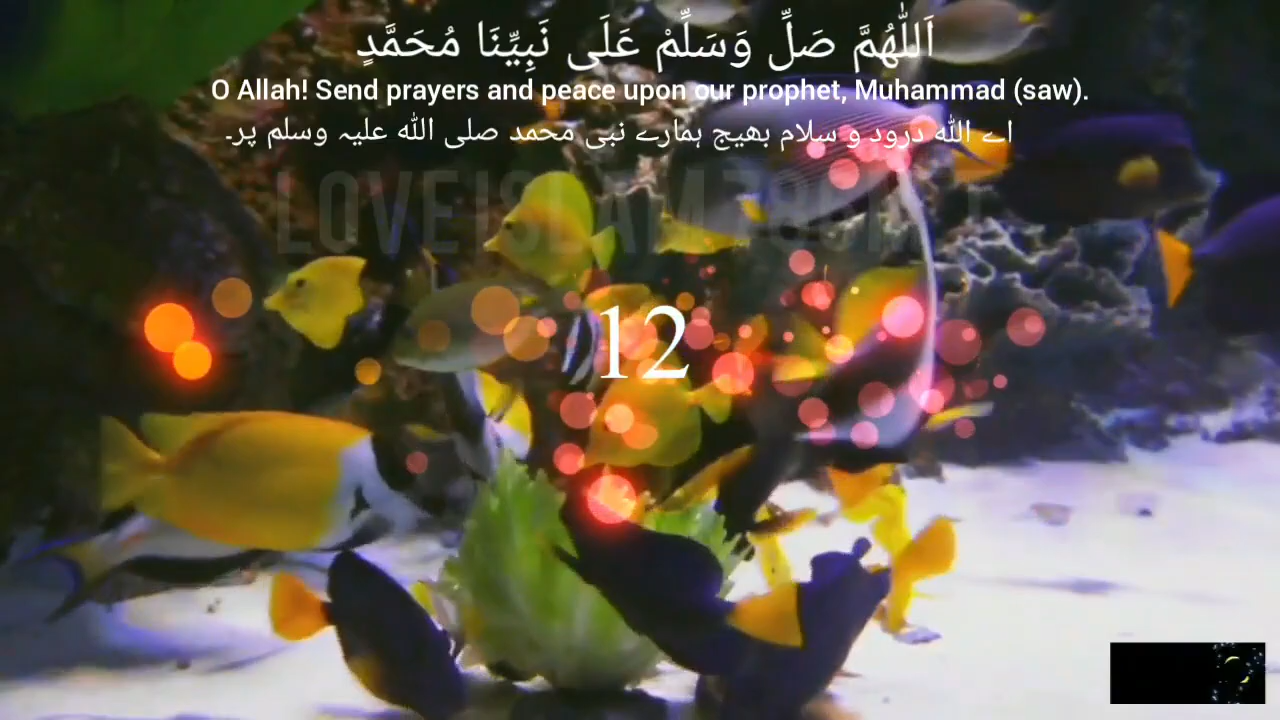 اَللّٰهُمَّ صَلِّ وَسَلِّمْ عَلَى نَبِيِّنَا مُحَمَّدٍ
O Allah! Send prayers and peace upon our prophet, Muhammad (saw).
اے اللہ درود و سلام بھیج ہمارے نبی محمد صلی اللہ علیہ وسلم پر۔
LOVEISLAM786
12